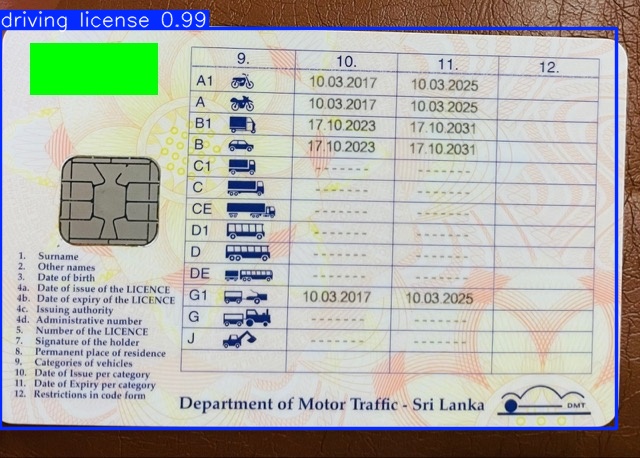 driving license 0.99
9. 10. 11. 12.
A1 10.03.2017 10.03.2025
A 10.03.2017 10.03.2025
B1 17.10.2023 17.10.2031
B 17.10.2023 17.10.2031
C1 ------- -------
C ------- -------
CE ------- -------
D1 ------- -------
D ------- -------
DE ------- -------
G1 10.03.2017 10.03.2025
G ------- -------
J ------- -------
1. Surname
2. Other names
3. Date of birth
4a. Date of issue of the LICENCE
4b. Date of expiry of the LICENCE
4c. Issuing authority
4d. Administrative number
5. Number of the LICENCE
7. Signature of the holder
8. Permanent place of residence
9. Categories of vehicles
10. Date of Issue per category
11. Date of Expiry per category
12. Restrictions in code form
Department of Motor Traffic - Sri Lanka
DMT